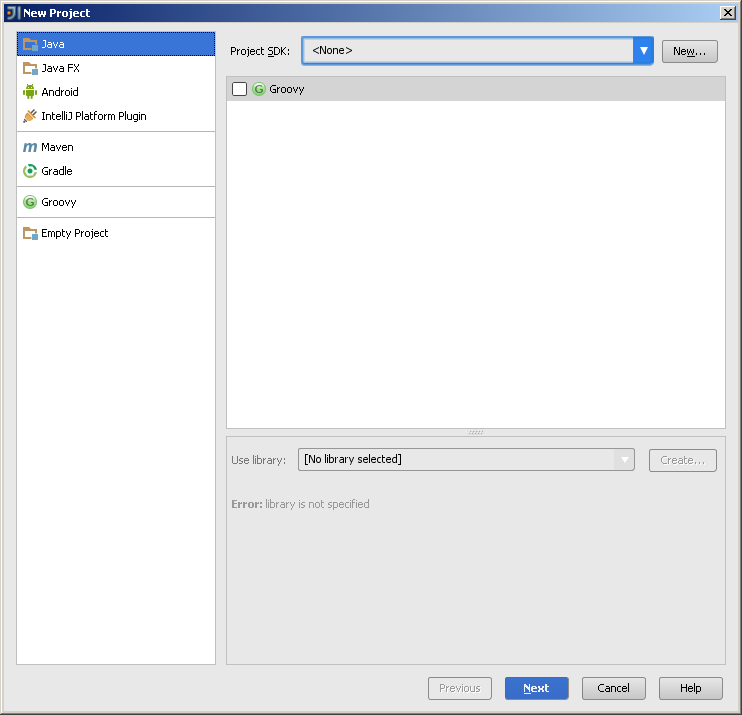 New Project
Java
Java FX
Android
IntelliJ Platform Plugin
Maven
Gradle
Groovy
Empty Project
Project SDK: <None> New...
Groovy
Use library: [No library selected] Create...
Error: library is not specified
Previous Next Cancel Help